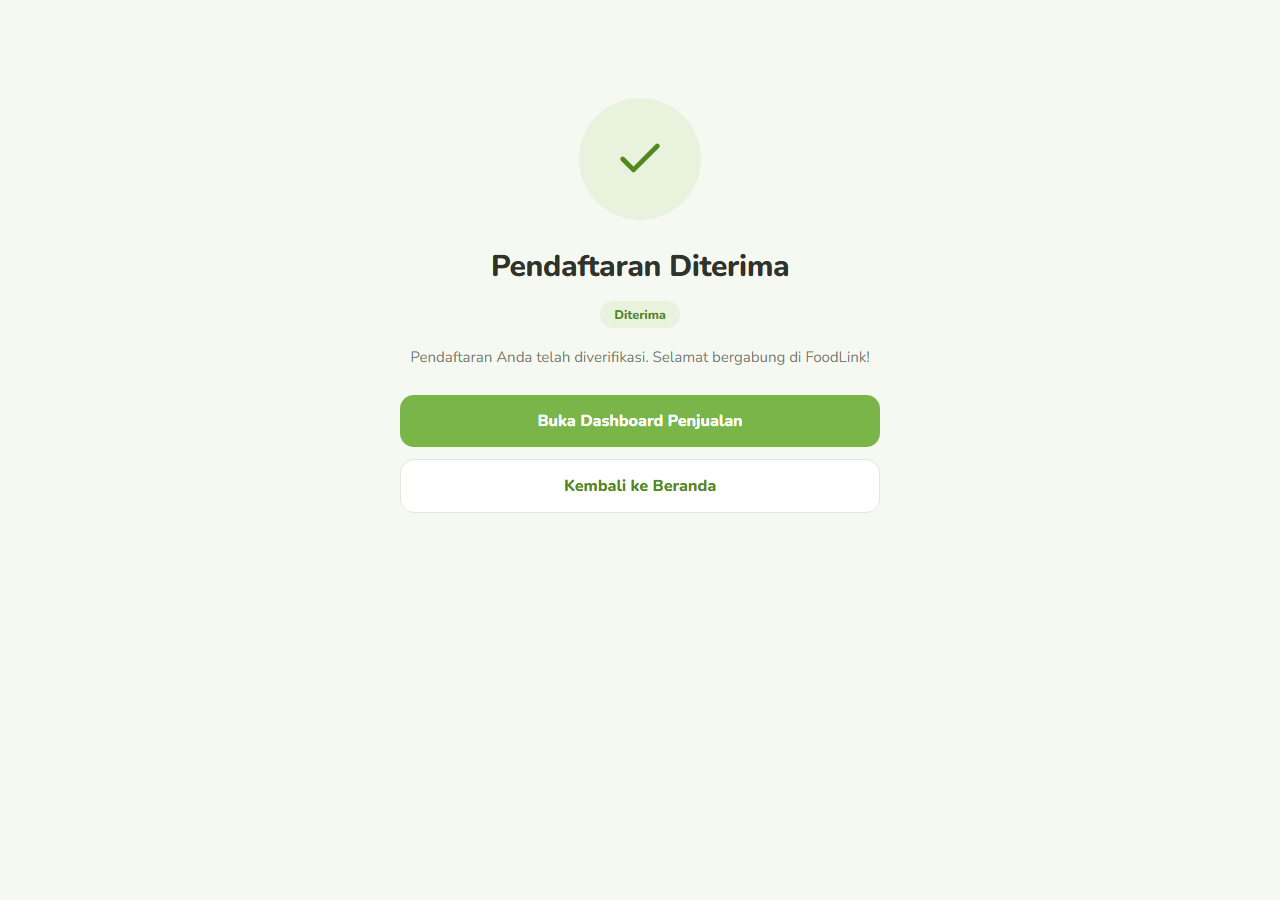 Pendaftaran Diterima
Diterima
Pendaftaran Anda telah diverifikasi. Selamat bergabung di FoodLink!
Buka Dashboard Penjualan
Kembali ke Beranda